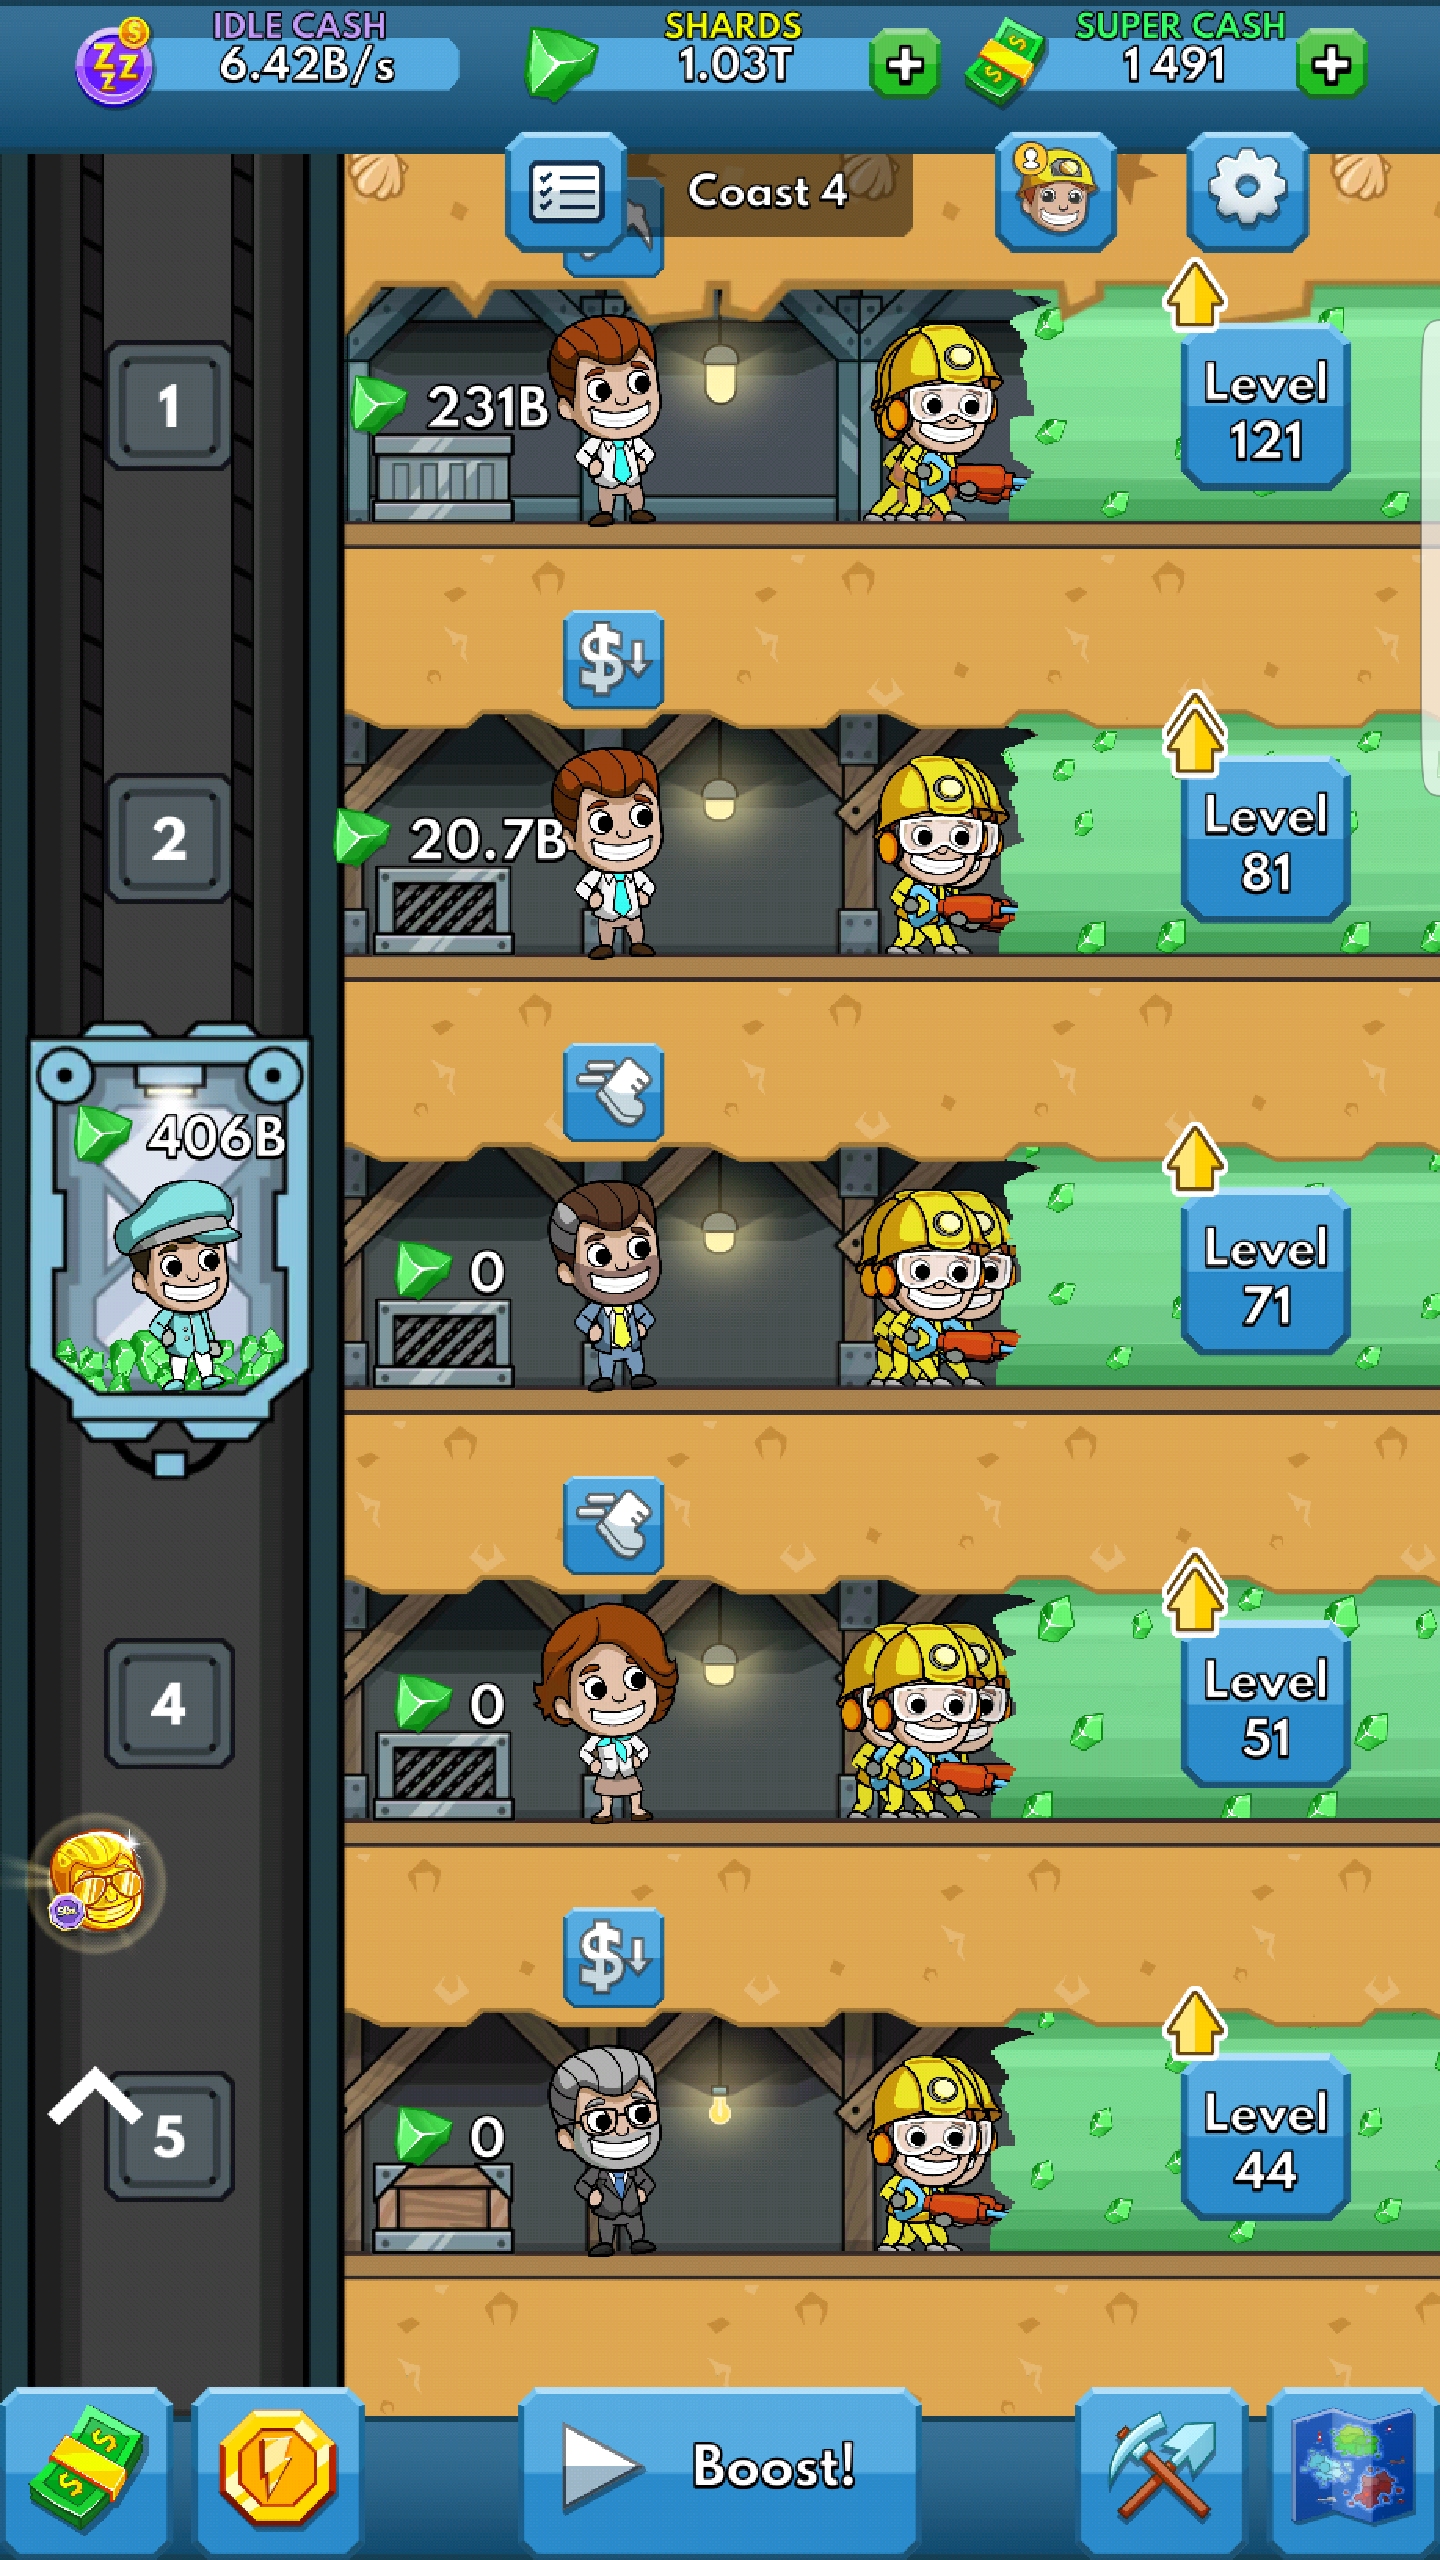 IDLE CASH
6.42B/s
SHARDS
1.03T
SUPER CASH
1 491
Coast 4
1
231B
Level
121
2
20.7B
Level
81
406B
0
Level
71
4
0
Level
51
5
0
Level
44
Boost!